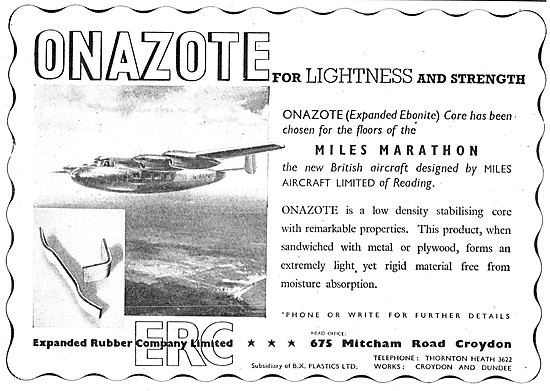 ONAZOTE FOR LIGHTNESS AND STRENGTH
ONAZOTE (Expanded Ebonite) Core has been
chosen for the floors of the
MILES MARATHON
the new British aircraft designed by MILES
AIRCRAFT LIMITED of Reading.
ONAZOTE is a low density stabilising core
with remarkable properties. This product, when
sandwiched with metal or plywood, forms an
extremely light yet rigid material free from
moisture absorption.
'PHONE OR WRITE FOR FURTHER DETAILS
ERC
HEAD OFFICE:
Expanded Rubber Company Limited ★ ★ ★ 675 Mitcham Road Croydon
TELEPHONE: THORNTON HEATH 3622
Subsidiary of B.X. PLASTICS LTD. WORKS: CROYDON AND DUNDEE